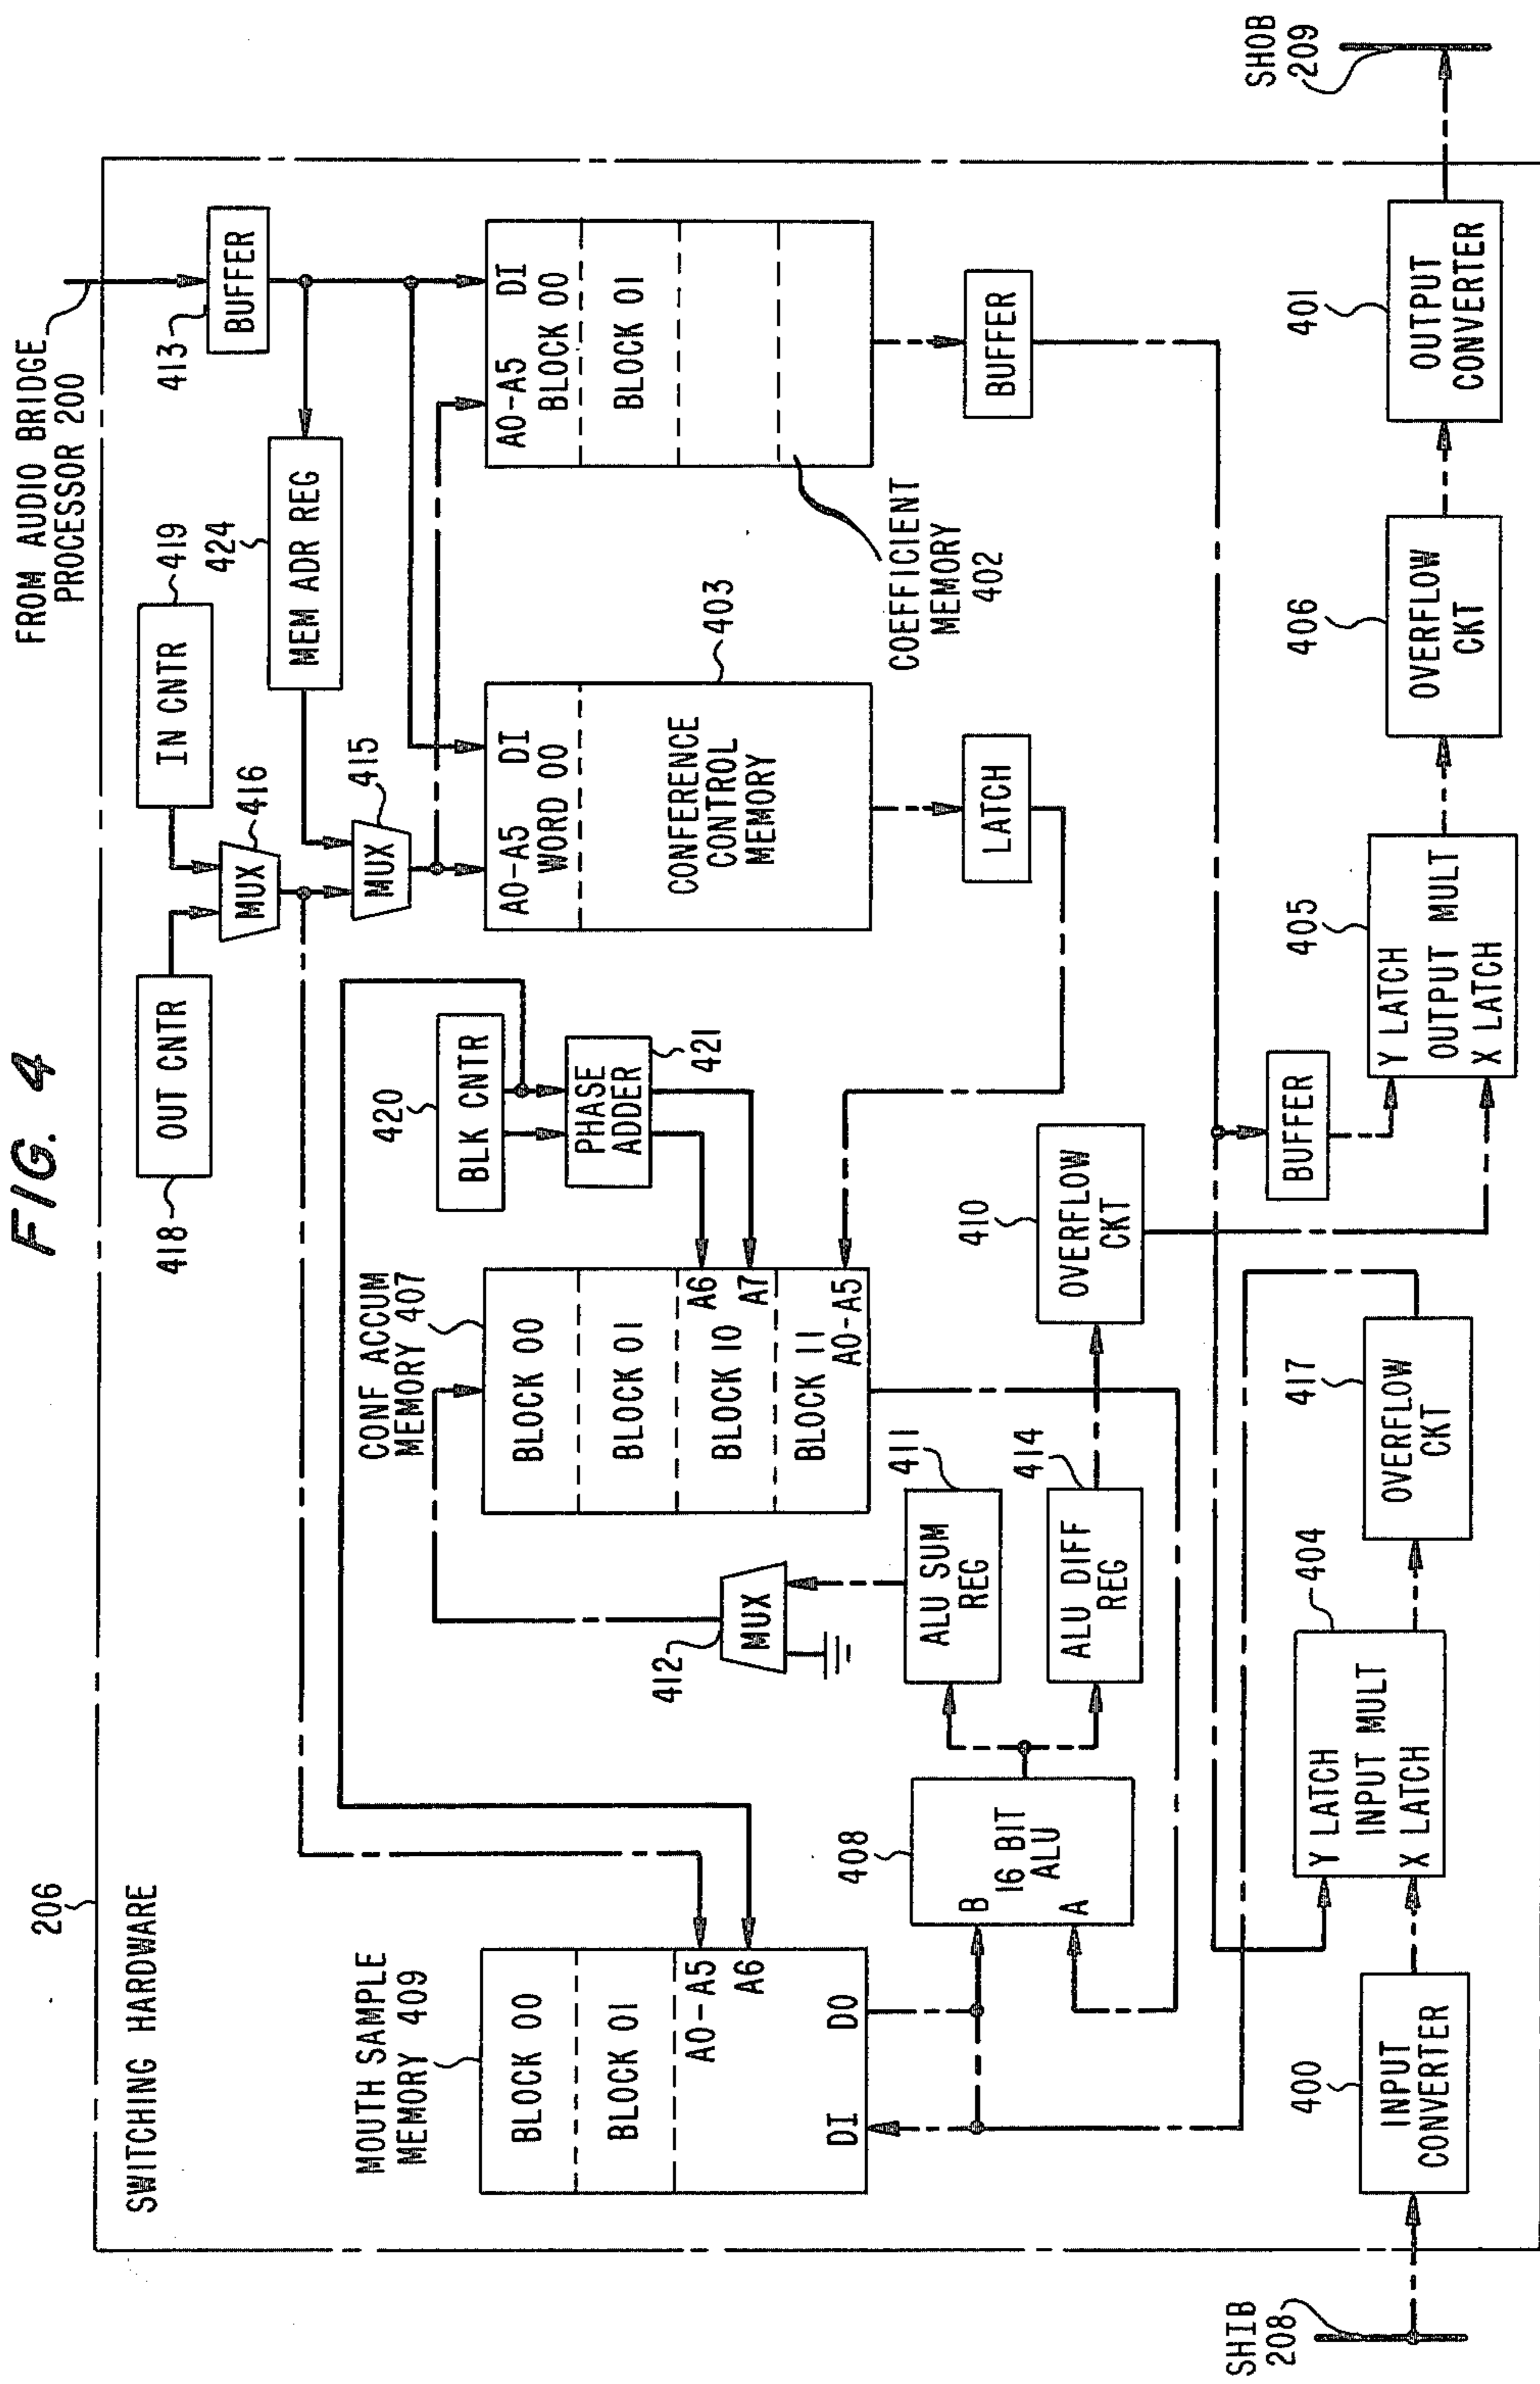 FIG. 4
FROM AUDIO BRIDGE
PROCESSOR 200
206
SWITCHING HARDWARE
OUT CNTR
418
IN CNTR
419
MUX
416
MEM ADR REG
424
BUFFER
413
MUX
415
BLK CNTR
420
PHASE
ADDER
421
MOUTH SAMPLE
MEMORY 409
BLOCK 00
BLOCK 01
A0-A5
A6
DI
DO
CONF ACCUM
MEMORY 407
BLOCK 00
BLOCK 01
BLOCK 10
A6
A7
BLOCK 11
A0-A5
A0-A5
DI
WORD 00
CONFERENCE
CONTROL
MEMORY
403
A0-A5
DI
BLOCK 00
BLOCK 01
COEFFICIENT
MEMORY
402
MUX
412
408
B
16 BIT
ALU
A
ALU SUM
REG
411
ALU DIFF
REG
414
OVERFLOW
CKT
410
LATCH
BUFFER
BUFFER
SHIB
208
INPUT
CONVERTER
400
Y LATCH
INPUT MULT
X LATCH
404
OVERFLOW
CKT
417
Y LATCH
OUTPUT MULT
X LATCH
405
OVERFLOW
CKT
406
OUTPUT
CONVERTER
401
SHOB
209